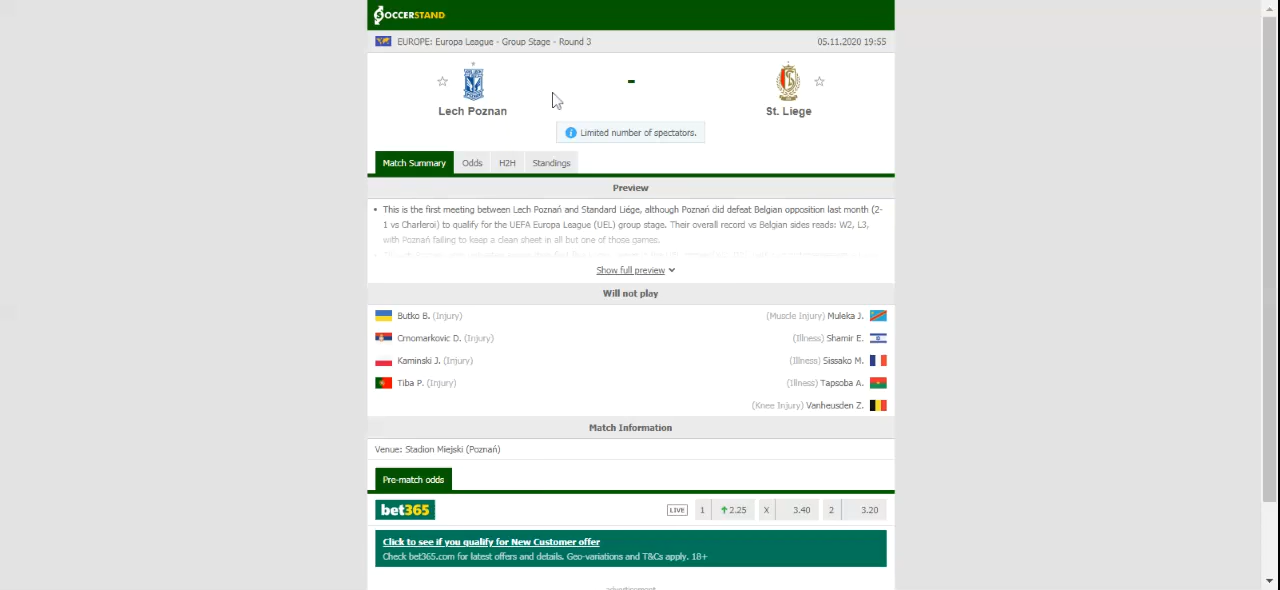 SOCCERSTAND
EUROPE: Europa League - Group Stage - Round 3 05.11.2020 19:55
-
Lech Poznan St. Liege
Limited number of spectators.
Match Summary Odds H2H Standings
Preview
• This is the first meeting between Lech Poznań and Standard Liége, although Poznań did defeat Belgian opposition last month (2-
1 vs Charleroi) to qualify for the UEFA Europa League (UEL) group stage. Their overall record vs Belgian sides reads: W2, L3,
with Poznań failing to keep a clean sheet in all but one of those games.
Show full preview
Will not play
Butko B. (Injury) (Muscle Injury) Muleka J.
Crnomarkovic D. (Injury) (Illness) Shamir E.
Kaminski J. (Injury) (Illness) Sissako M.
Tiba P. (Injury) (Illness) Tapsoba A.
(Knee Injury) Vanheusden Z.
Match Information
Venue: Stadion Miejski (Poznań)
Pre-match odds
bet365 LIVE 1 2.25 X 3.40 2 3.20
Click to see if you qualify for New Customer offer
Check bet365.com for latest offers and details. Geo-variations and T&Cs apply. 18+
advertisement